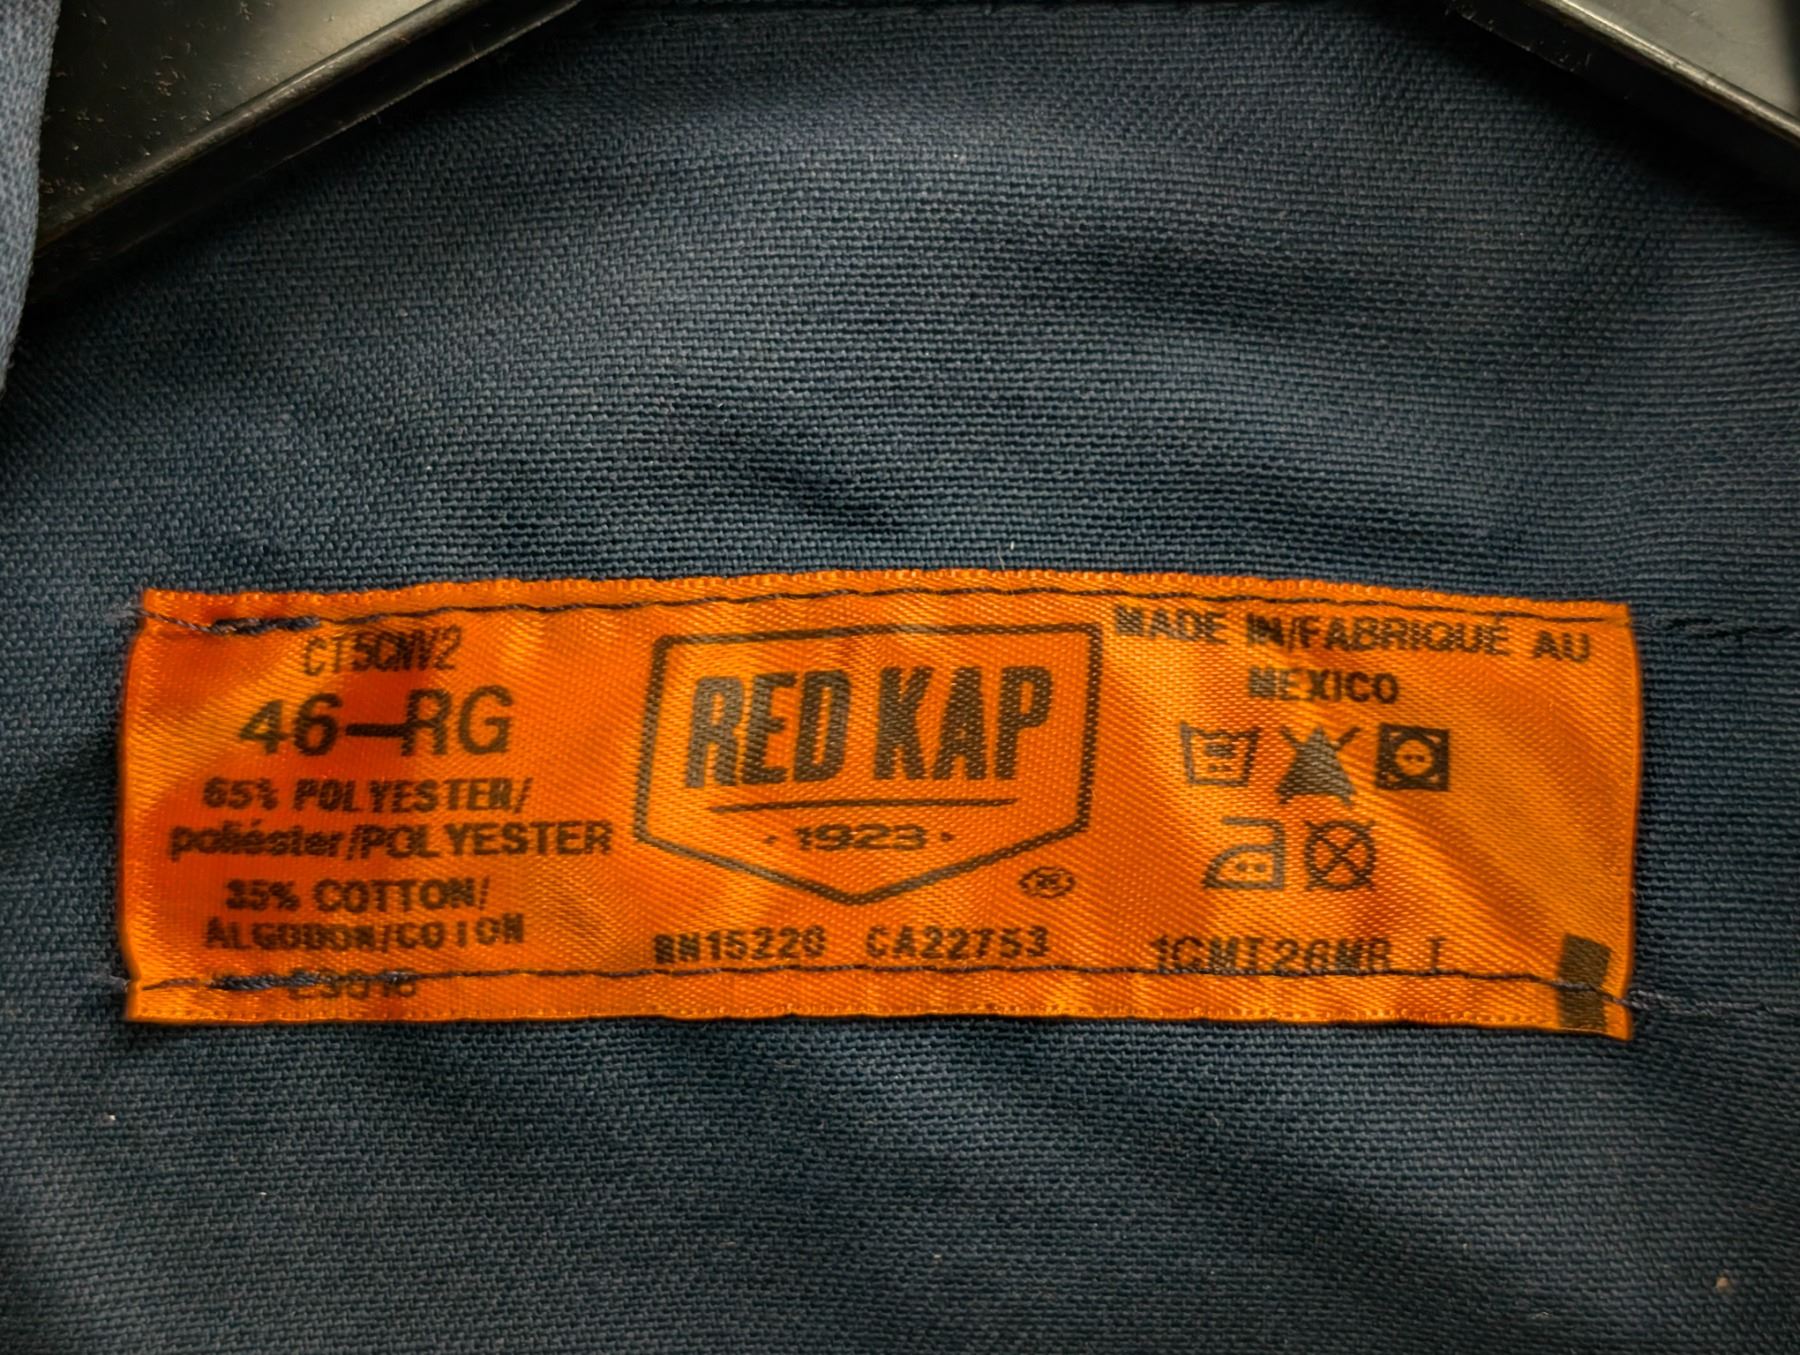 46-RG
65% POLYESTER/
poliéster/POLYESTER
35% COTTON/
ALGODON/COTON
RED KAP
· 1923 ·
®
RN15220 CA22753
MADE IN/FABRIQUÉ AU
MEXICO